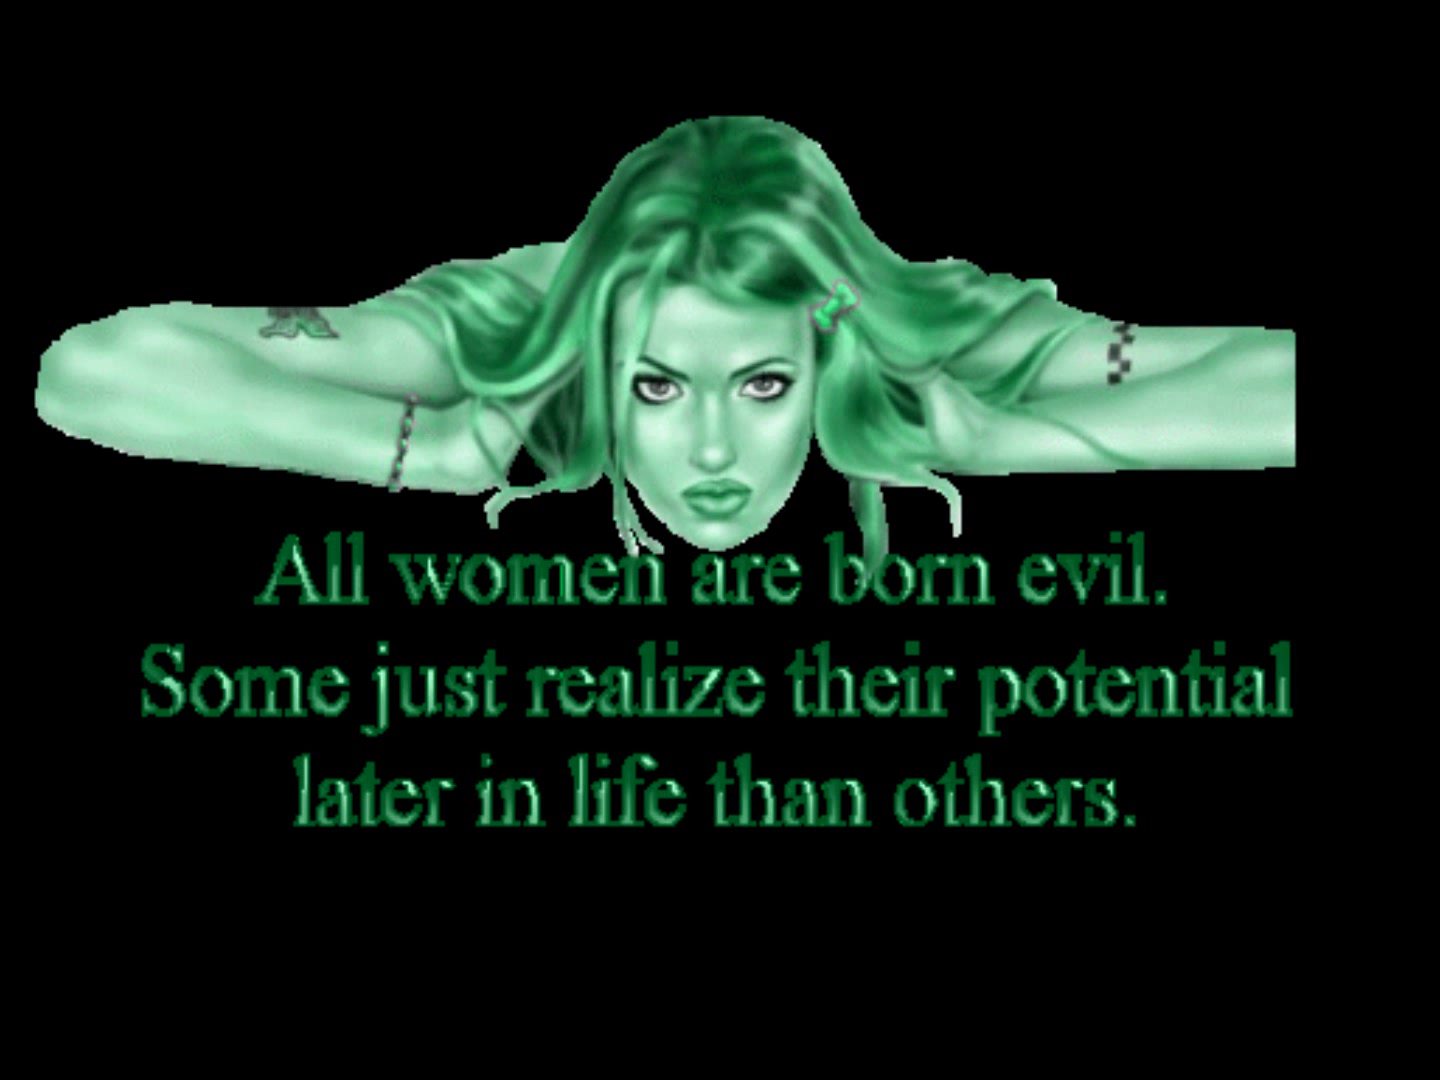 All women are born evil.
Some just realize their potential
later in life than others.